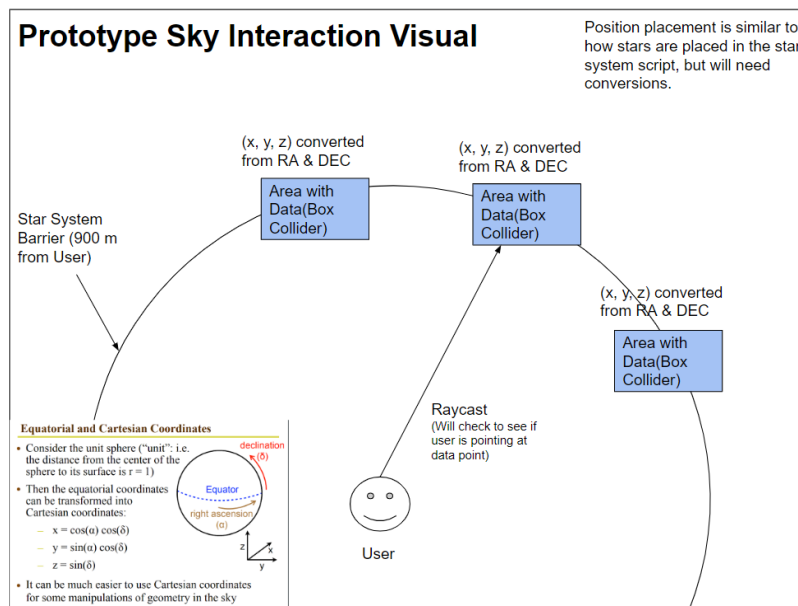 Prototype Sky Interaction Visual
Position placement is similar to
how stars are placed in the star
system script, but will need
conversions.
(x, y, z) converted
from RA & DEC
Area with
Data(Box
Collider)
(x, y, z) converted
from RA & DEC
Area with
Data(Box
Collider)
(x, y, z) converted
from RA & DEC
Area with
Data(Box
Collider)
Star System
Barrier (900 m
from User)
Raycast
(Will check to see if
user is pointing at
data point)
User
Equatorial and Cartesian Coordinates
• Consider the unit sphere ("unit": i.e.
the distance from the center of the
sphere to its surface is r = 1)
• Then the equatorial coordinates
can be transformed into
Cartesian coordinates:
– x = cos(α) cos(δ)
– y = sin(α) cos(δ)
– z = sin(δ)
• It can be much easier to use Cartesian coordinates
for some manipulations of geometry in the sky
declination
(δ)
Equator
right ascension
(α)
z
x
y